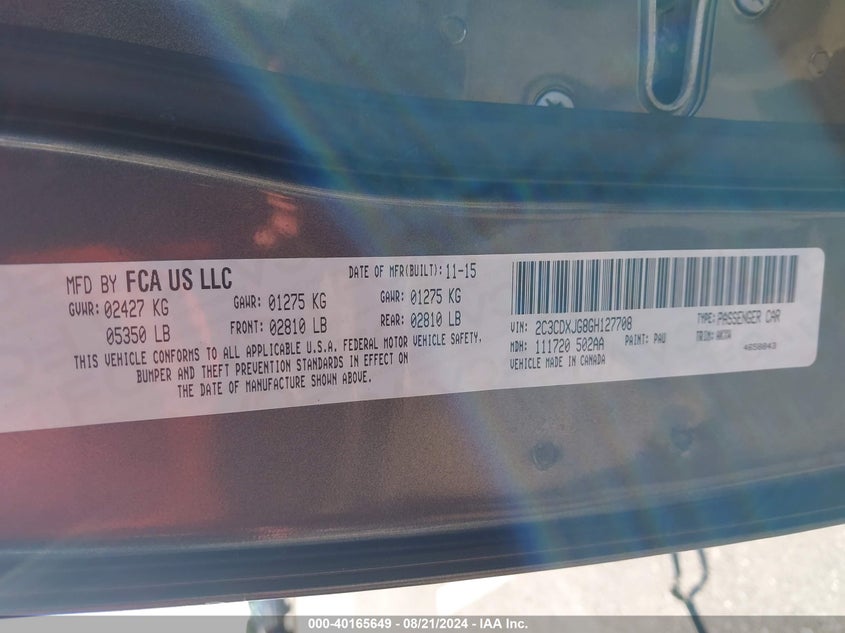 MFD BY FCA US LLC DATE OF MFR(BUILT): 11-15
GVWR: 02427 KG GAWR: 01275 KG GAWR: 01275 KG
05350 LB FRONT: 02810 LB REAR: 02810 LB
THIS VEHICLE CONFORMS TO ALL APPLICABLE U.S.A. FEDERAL MOTOR VEHICLE SAFETY,
BUMPER AND THEFT PREVENTION STANDARDS IN EFFECT ON
THE DATE OF MANUFACTURE SHOWN ABOVE.
VIN: 2C3CDXJG8GH127708 TYPE: PASSENGER CAR
MDH: 111720 502AA PAINT: PAU TRIM:
VEHICLE MADE IN CANADA 4658843
000-40165649 / 08/21/2024 - IAA Inc.